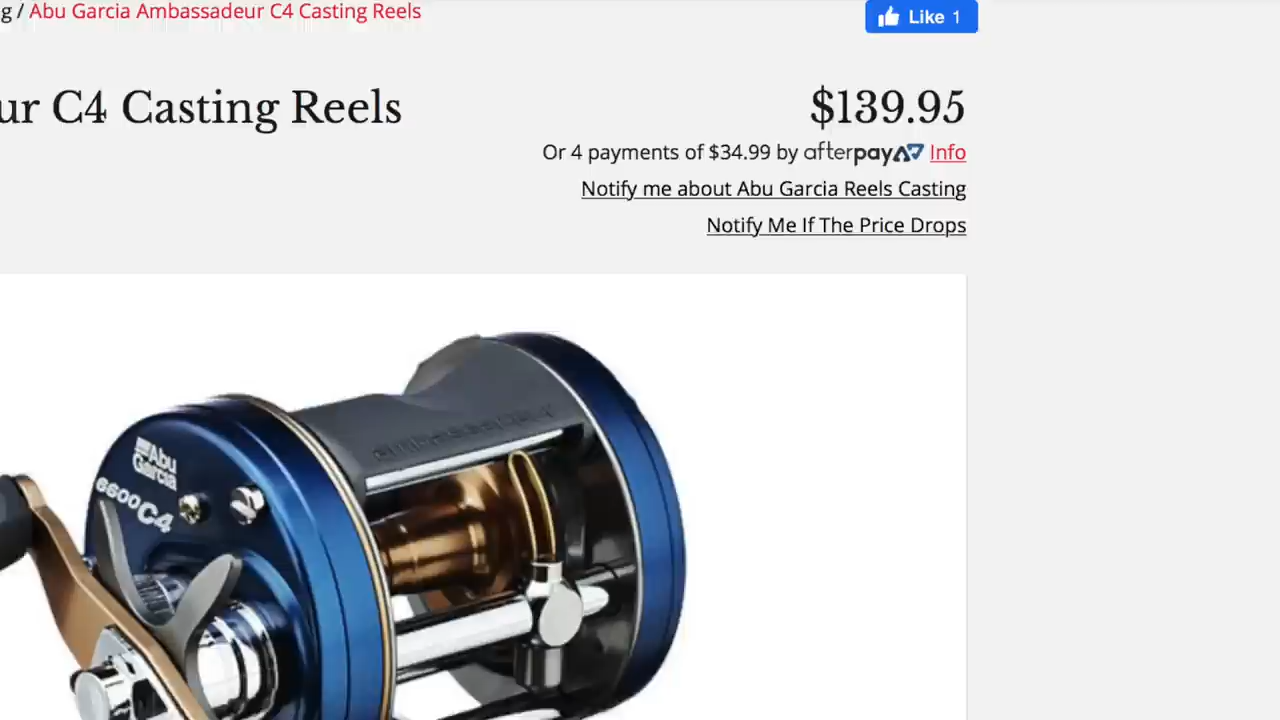 g / Abu Garcia Ambassadeur C4 Casting Reels
Like 1
ur C4 Casting Reels
$139.95
Or 4 payments of $34.99 by afterpay Info
Notify me about Abu Garcia Reels Casting
Notify Me If The Price Drops
ambassadeur
Abu
Garcia
6600 C4